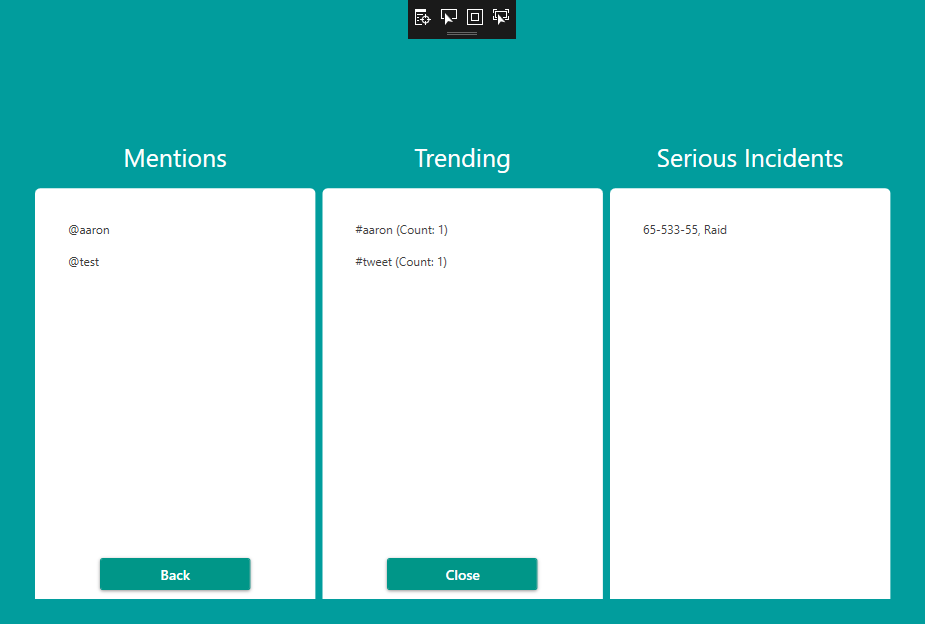 Mentions
Trending
Serious Incidents
@aaron
@test
#aaron (Count: 1)
#tweet (Count: 1)
65-533-55, Raid
Back
Close